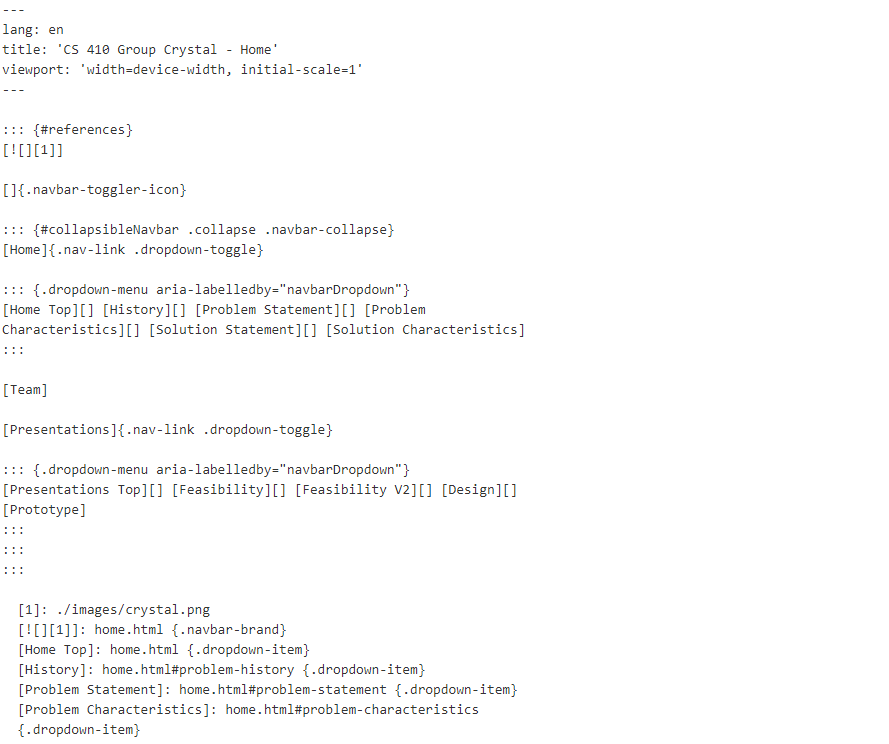 ---
lang: en
title: 'CS 410 Group Crystal - Home'
viewport: 'width=device-width, initial-scale=1'
---
::: {#references}
[![][1]]
[]{.navbar-toggler-icon}
::: {#collapsibleNavbar .collapse .navbar-collapse}
[Home]{.nav-link .dropdown-toggle}
::: {.dropdown-menu aria-labelledby="navbarDropdown"}
[Home Top][] [History][] [Problem Statement][] [Problem
Characteristics][] [Solution Statement][] [Solution Characteristics]
:::
[Team]
[Presentations]{.nav-link .dropdown-toggle}
::: {.dropdown-menu aria-labelledby="navbarDropdown"}
[Presentations Top][] [Feasibility][] [Feasibility V2][] [Design][]
[Prototype]
:::
:::
:::
[1]: ./images/crystal.png
[![][1]]: home.html {.navbar-brand}
[Home Top]: home.html {.dropdown-item}
[History]: home.html#problem-history {.dropdown-item}
[Problem Statement]: home.html#problem-statement {.dropdown-item}
[Problem Characteristics]: home.html#problem-characteristics
{.dropdown-item}